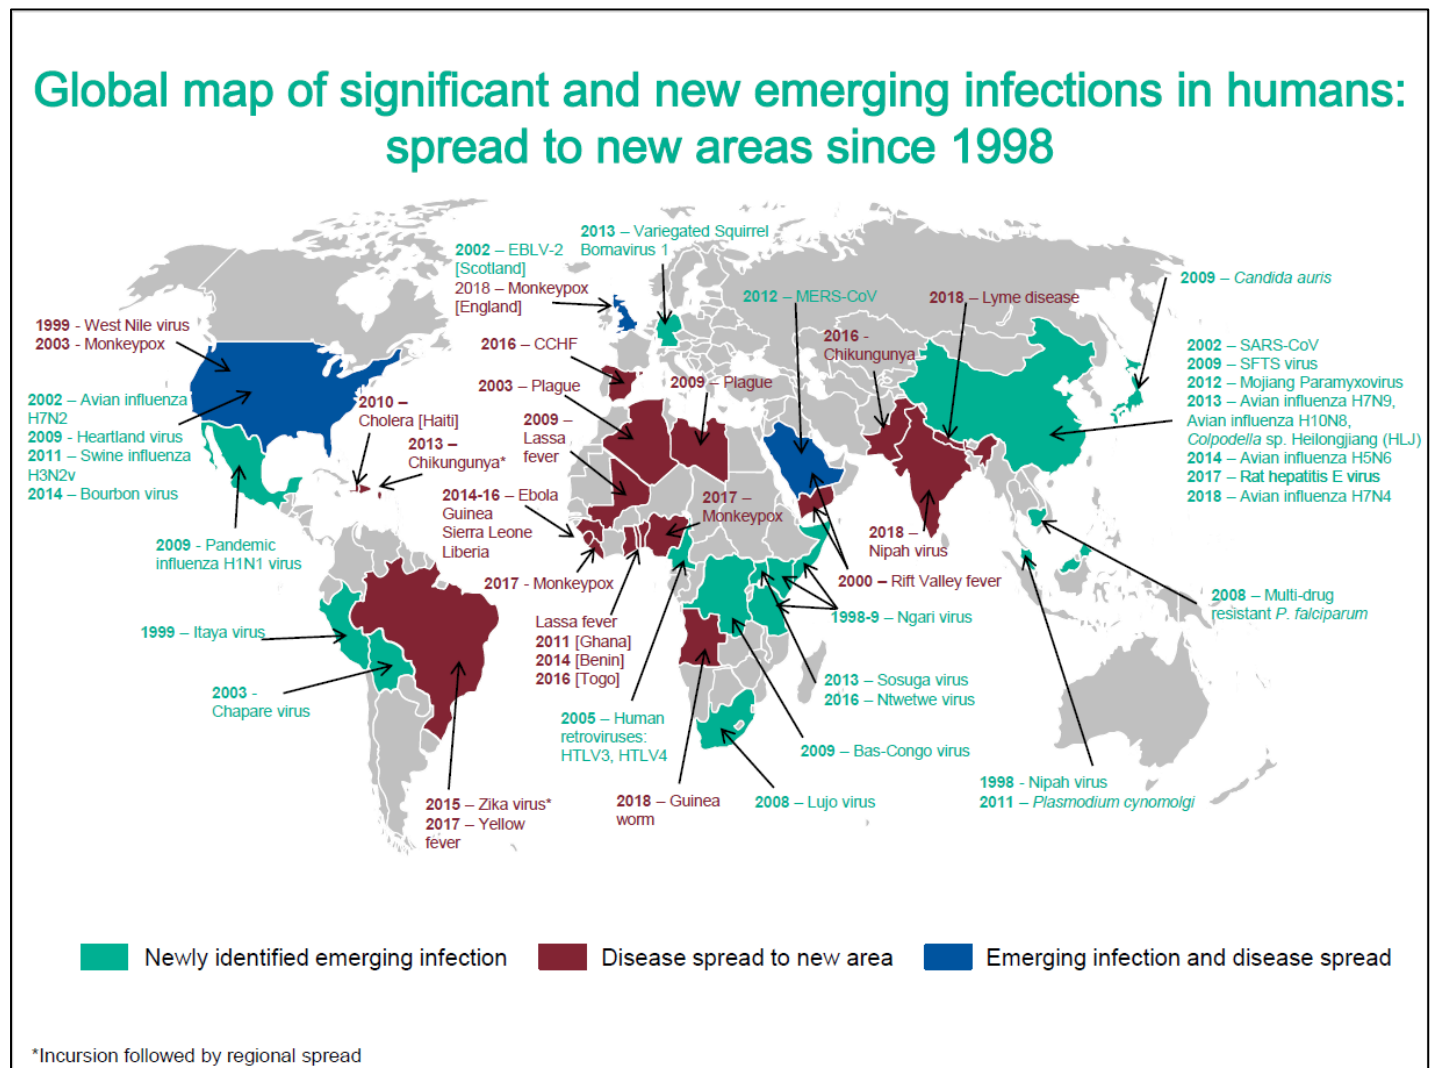 Global map of significant and new emerging infections in humans:
spread to new areas since 1998
2013 – Variegated Squirrel
Bornavirus 1
2002 – EBLV-2
[Scotland]
2018 – Monkeypox
[England]
2012 – MERS-CoV
2018 – Lyme disease
2009 – Candida auris
1999 - West Nile virus
2003 - Monkeypox
2016 – CCHF
2016 -
Chikungunya
2002 – SARS-CoV
2009 – SFTS virus
2012 – Mojiang Paramyxovirus
2013 – Avian influenza H7N9,
Avian influenza H10N8,
Colpodella sp. Heilongjiang (HLJ)
2014 – Avian influenza H5N6
2017 – Rat hepatitis E virus
2018 – Avian influenza H7N4
2003 – Plague
2009 – Plague
2002 – Avian influenza
H7N2
2009 - Heartland virus
2011 – Swine influenza
H3N2v
2014 – Bourbon virus
2010 –
Cholera [Haiti]
2013 –
Chikungunya*
2009 –
Lassa
fever
2014-16 – Ebola
Guinea
Sierra Leone
Liberia
2017 –
Monkeypox
2018 –
Nipah virus
2009 - Pandemic
influenza H1N1 virus
2017 - Monkeypox
2000 – Rift Valley fever
2008 – Multi-drug
resistant P. falciparum
1999 – Itaya virus
Lassa fever
2011 [Ghana]
2014 [Benin]
2016 [Togo]
1998-9 – Ngari virus
2003 -
Chapare virus
2013 – Sosuga virus
2016 – Ntwetwe virus
2005 – Human
retroviruses:
HTLV3, HTLV4
2009 – Bas-Congo virus
1998 - Nipah virus
2011 – Plasmodium cynomolgi
2015 – Zika virus*
2017 – Yellow
fever
2018 – Guinea
worm
2008 – Lujo virus
Newly identified emerging infection
Disease spread to new area
Emerging infection and disease spread
*Incursion followed by regional spread